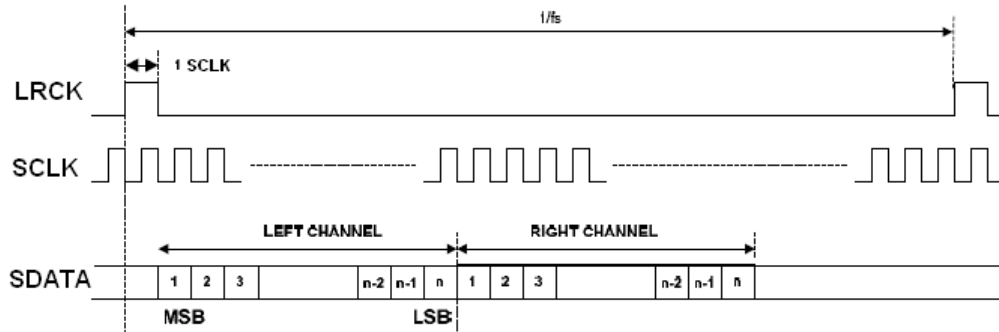 1/fs
1 SCLK
LRCK
SCLK
LEFT CHANNEL
RIGHT CHANNEL
SDATA
1 2 3 n-2 n-1 n 1 2 3 n-2 n-1 n
MSB LSB